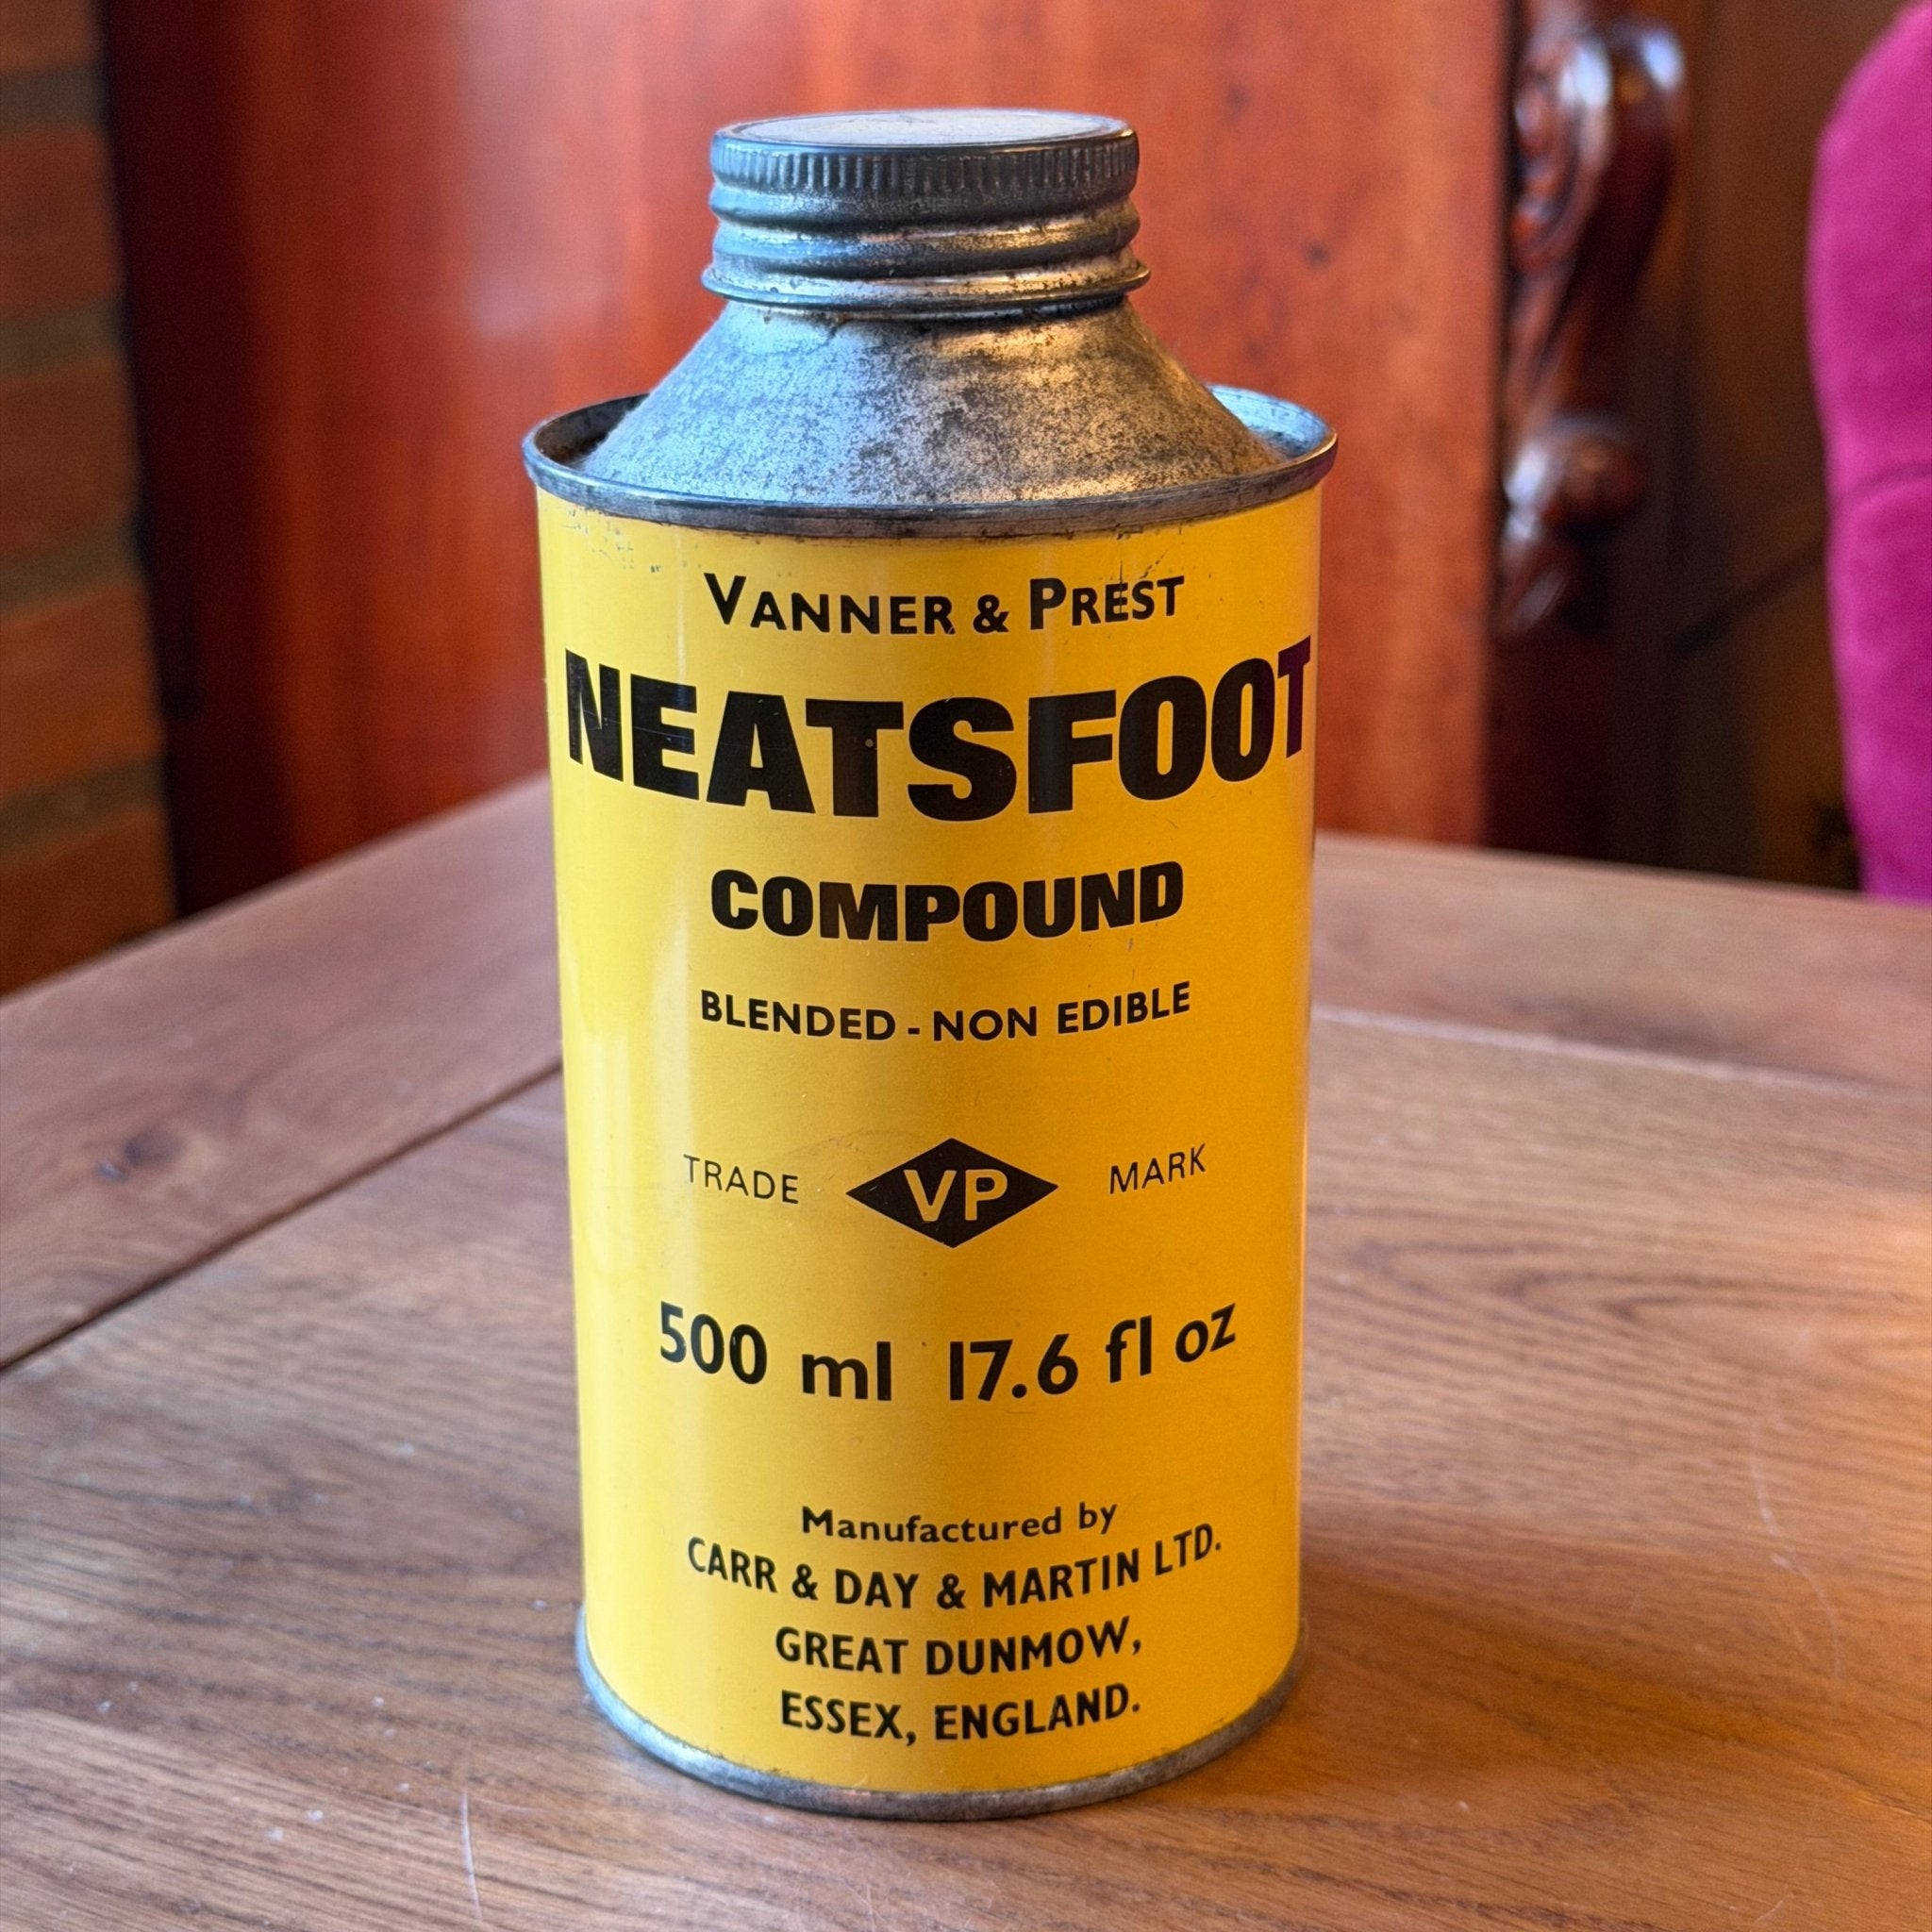 VANNER & PREST
NEATSFOOT
COMPOUND
BLENDED - NON EDIBLE
TRADE VP MARK
500 ml 17.6 fl oz
Manufactured by
CARR & DAY & MARTIN LTD.
GREAT DUNMOW,
ESSEX, ENGLAND.